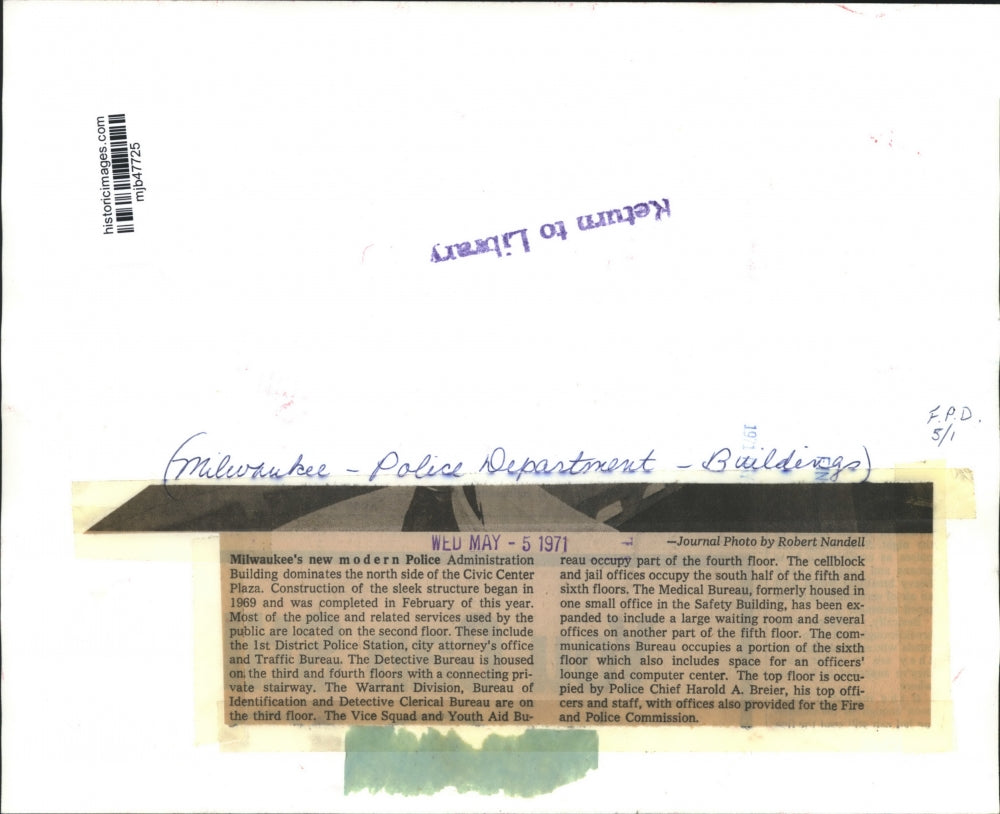 historicimages.com
mjb47725
Return to Library
F.P.D.
5/1
(Milwaukee - Police Department - Buildings)
WED MAY - 5 1971
—Journal Photo by Robert Nandell
Milwaukee's new modern Police Administration
Building dominates the north side of the Civic Center
Plaza. Construction of the sleek structure began in
1969 and was completed in February of this year.
Most of the police and related services used by the
public are located on the second floor. These include
the 1st District Police Station, city attorney's office
and Traffic Bureau. The Detective Bureau is housed
on the third and fourth floors with a connecting pri-
vate stairway. The Warrant Division, Bureau of
Identification and Detective Clerical Bureau are on
the third floor. The Vice Squad and Youth Aid Bu-
reau occupy part of the fourth floor. The cellblock
and jail offices occupy the south half of the fifth and
sixth floors. The Medical Bureau, formerly housed in
one small office in the Safety Building, has been ex-
panded to include a large waiting room and several
offices on another part of the fifth floor. The com-
munications Bureau occupies a portion of the sixth
floor which also includes space for an officers'
lounge and computer center. The top floor is occu-
pied by Police Chief Harold A. Breier, his top offi-
cers and staff, with offices also provided for the Fire
and Police Commission.